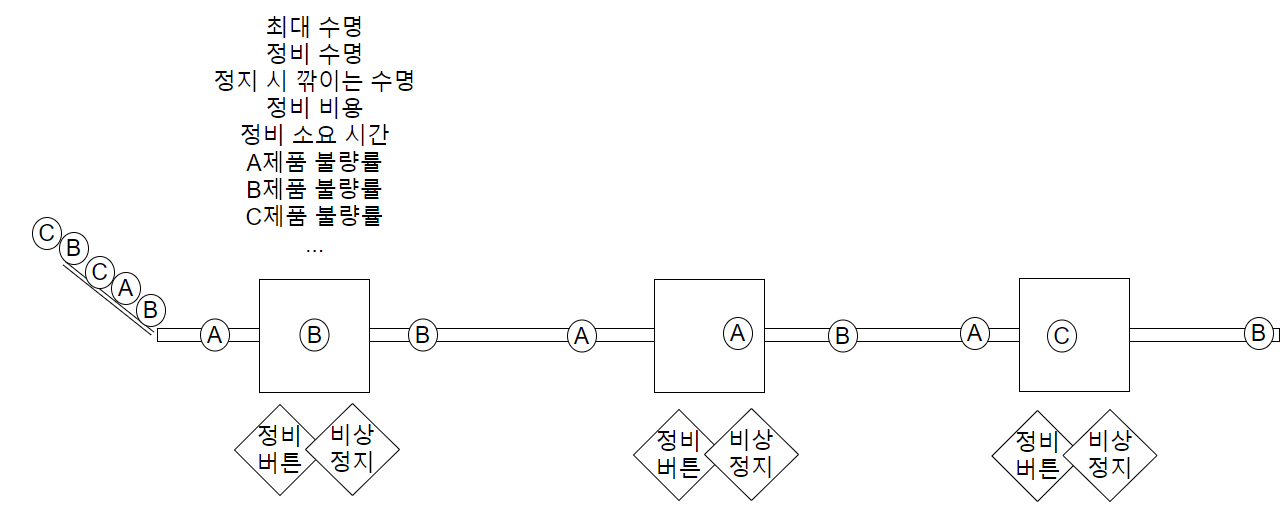 최대 수명
정비 수명
정지 시 깎이는 수명
정비 비용
정비 소요 시간
A제품 불량률
B제품 불량률
C제품 불량률
...
C
B
C
A
B
A
B
B
A
A
B
A
C
B
정비
버튼
비상
정지
정비
버튼
비상
정지
정비
버튼
비상
정지